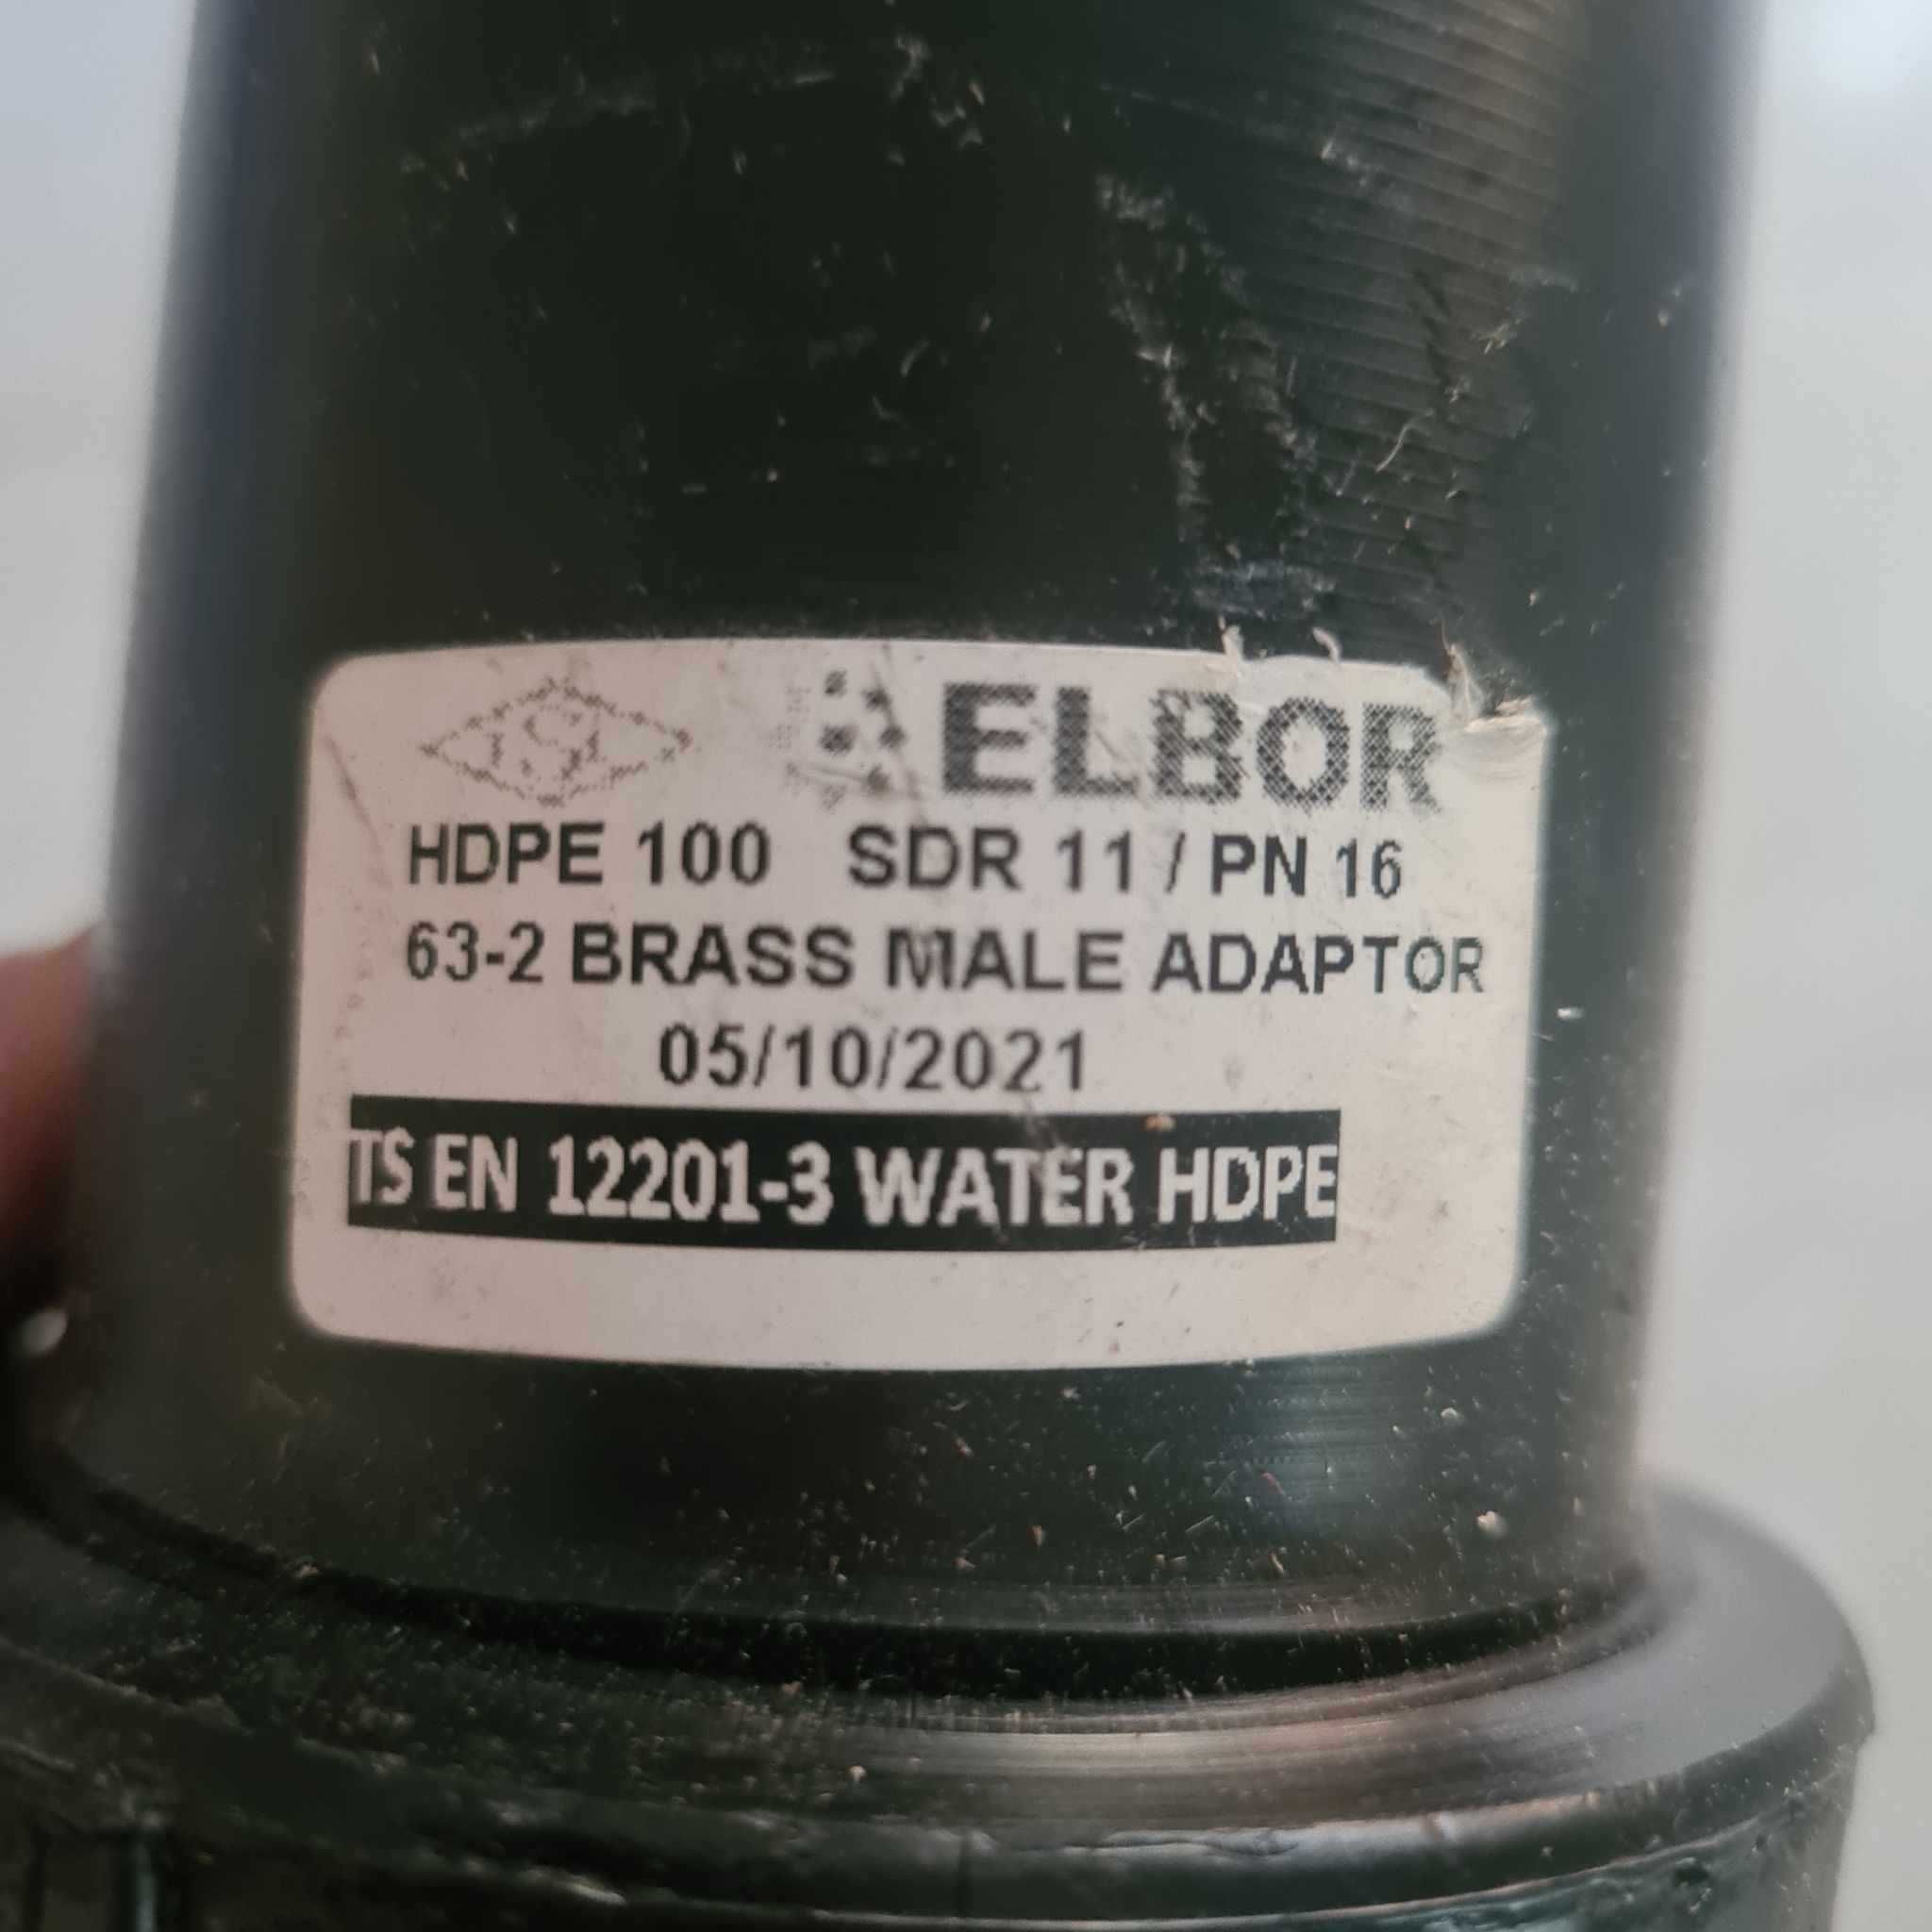 ELBOR
HDPE 100 SDR 11 / PN 16
63-2 BRASS MALE ADAPTOR
05/10/2021
TS EN 12201-3 WATER HDPE